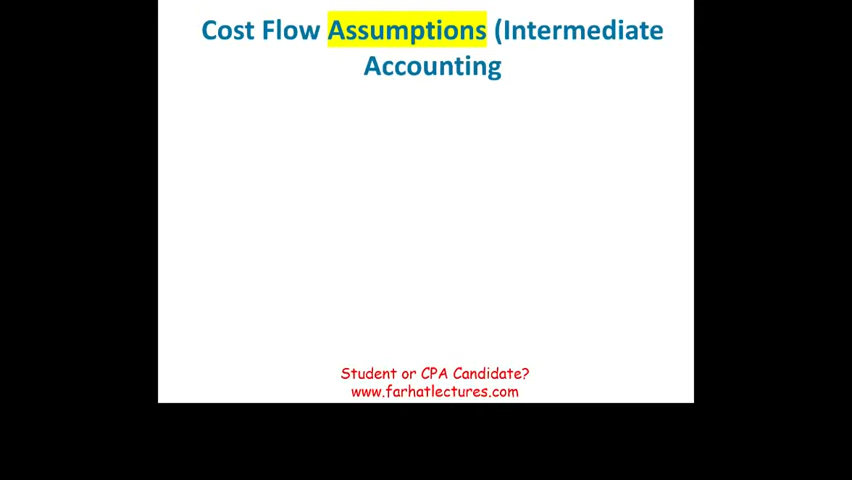 Cost Flow Assumptions (Intermediate
Accounting
Student or CPA Candidate?
www.farhatlectures.com